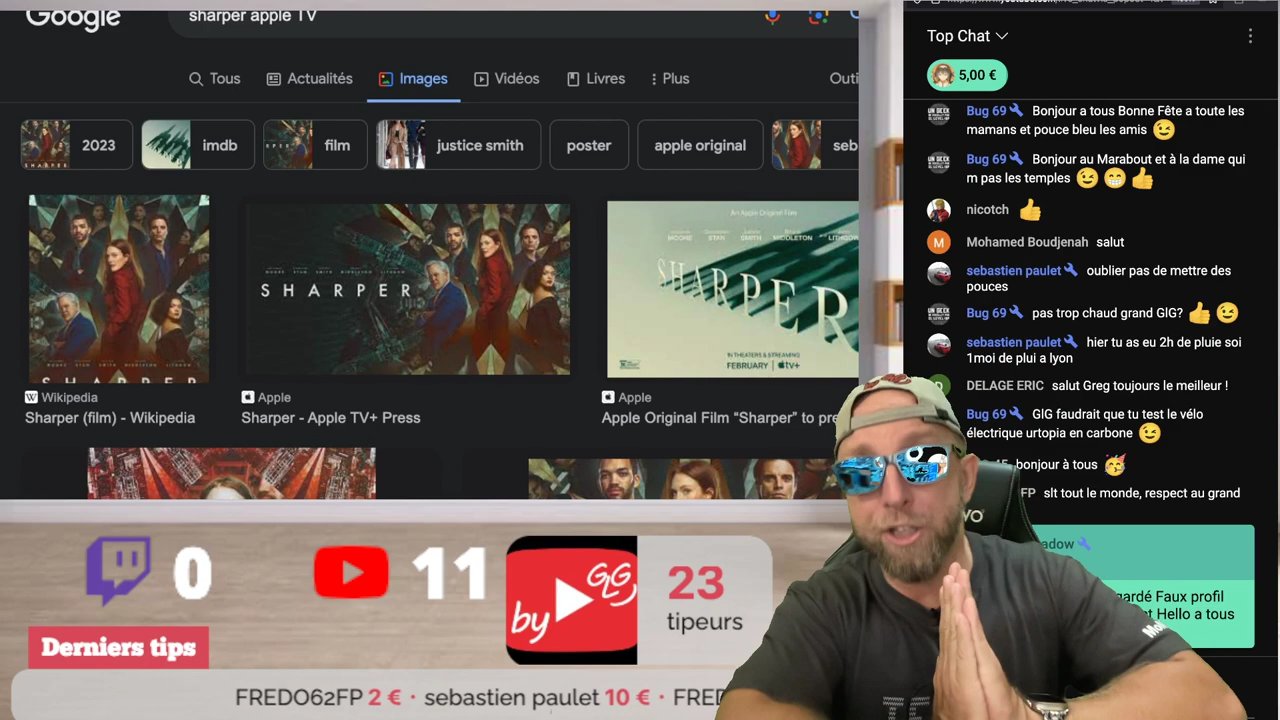 Google
sharper apple TV
Tous
Actualités
Images
Vidéos
Livres
Plus
Outi
2023
imdb
film
justice smith
poster
apple original
seb
SHARPER
SHARPER
An Apple Original Film
SHARPER
IN THEATERS & STREAMING
FEBRUARY | tv+
Wikipedia
Sharper (film) - Wikipedia
Apple
Sharper - Apple TV+ Press
Apple
Apple Original Film “Sharper” to pre
0
11
by GLG
23
tipeurs
Derniers tips
FREDO62FP 2 € · sebastien paulet 10 € · FRED
Top Chat
5,00 €
Bug 69 Bonjour a tous Bonne Fête a toute les
mamans et pouce bleu les amis 😉
Bug 69 Bonjour au Marabout et à la dame qui
m pas les temples 😉 😁 👍
nicotch 👍
M
Mohamed Boudjenah salut
sebastien paulet oublier pas de mettre des
pouces
Bug 69 pas trop chaud grand GIG? 👍 😉
sebastien paulet hier tu as eu 2h de pluie soi
1moi de plui a lyon
DELAGE ERIC salut Greg toujours le meilleur !
Bug 69 GIG faudrait que tu test le vélo
électrique urtopia en carbone 😉
bonjour à tous 🥳
FP slt tout le monde, respect au grand
adow
gardé Faux profil
t Hello a tous